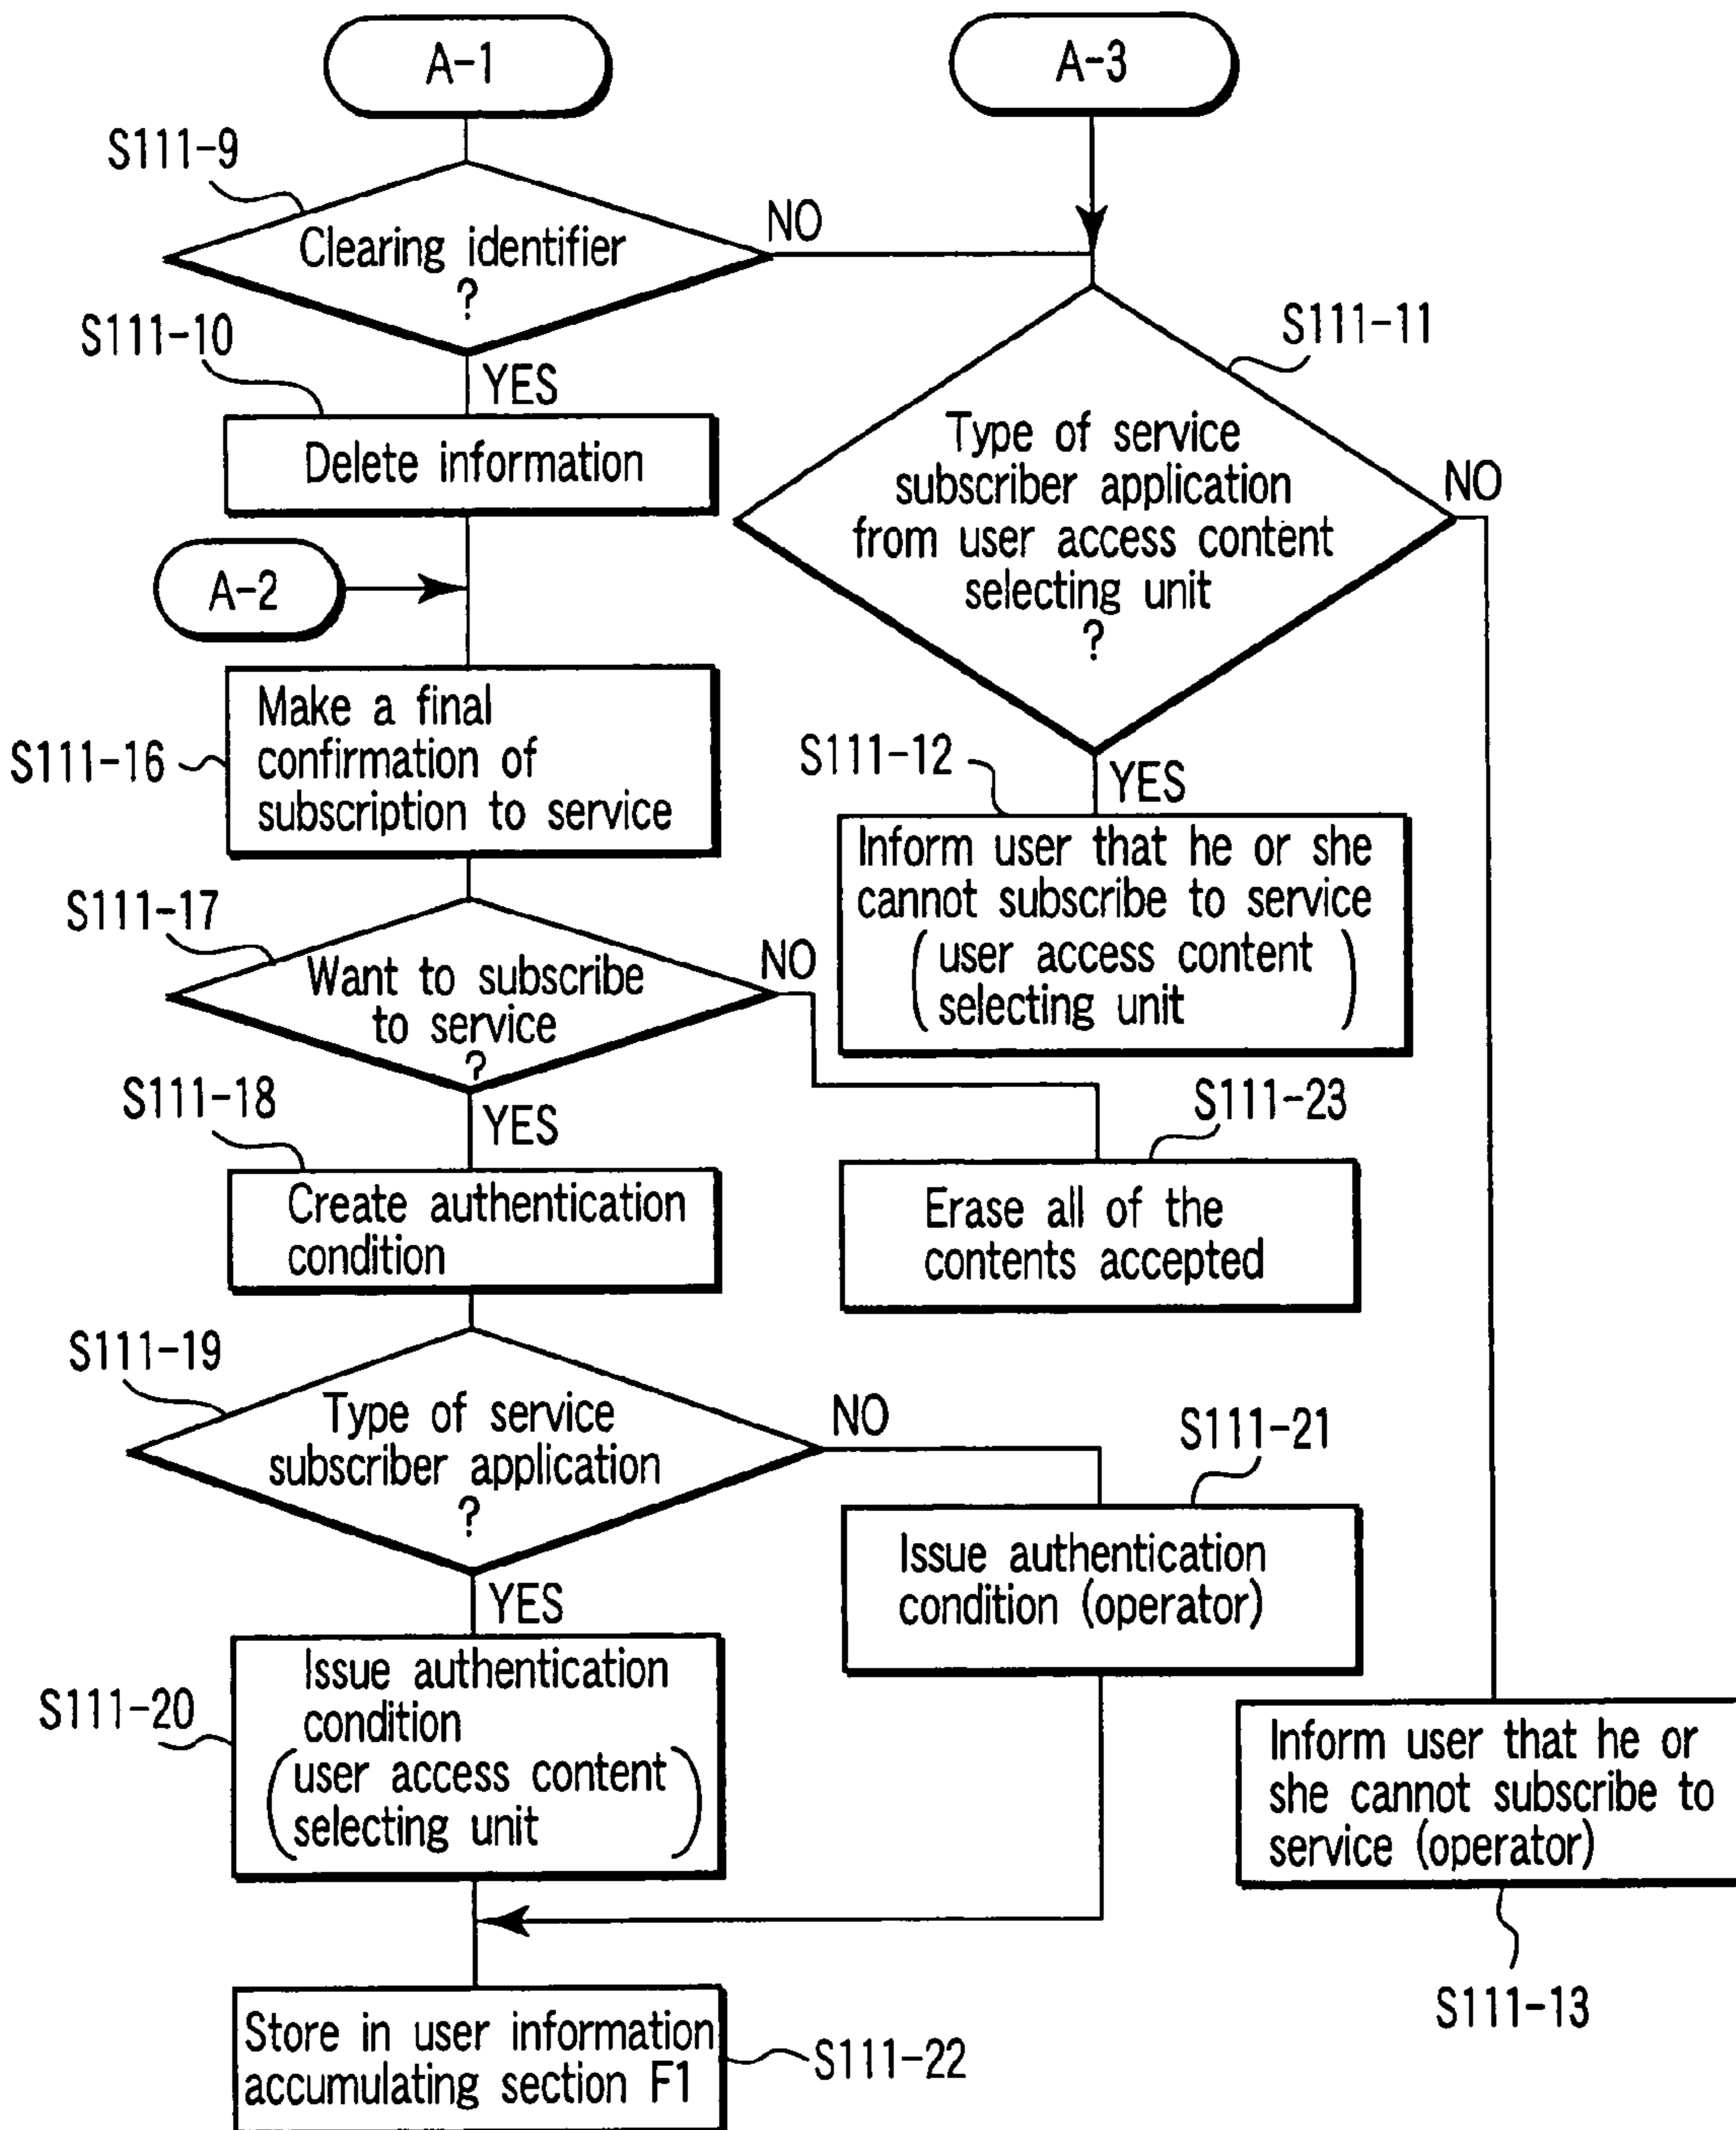 A-1
A-3
S111-9
Clearing identifier
?
NO
YES
S111-10
Delete information
A-2
S111-11
Type of service
subscriber application
from user access content
selecting unit
?
NO
YES
S111-16
Make a final
confirmation of
subscription to service
S111-12
Inform user that he or she
cannot subscribe to service
(user access content
selecting unit)
S111-17
Want to subscribe
to service
?
NO
YES
S111-23
Erase all of the
contents accepted
S111-18
Create authentication
condition
S111-19
Type of service
subscriber application
?
NO
YES
S111-21
Issue authentication
condition (operator)
S111-20
Issue authentication
condition
(user access content
selecting unit)
Inform user that he or
she cannot subscribe to
service (operator)
S111-13
Store in user information
accumulating section F1
S111-22